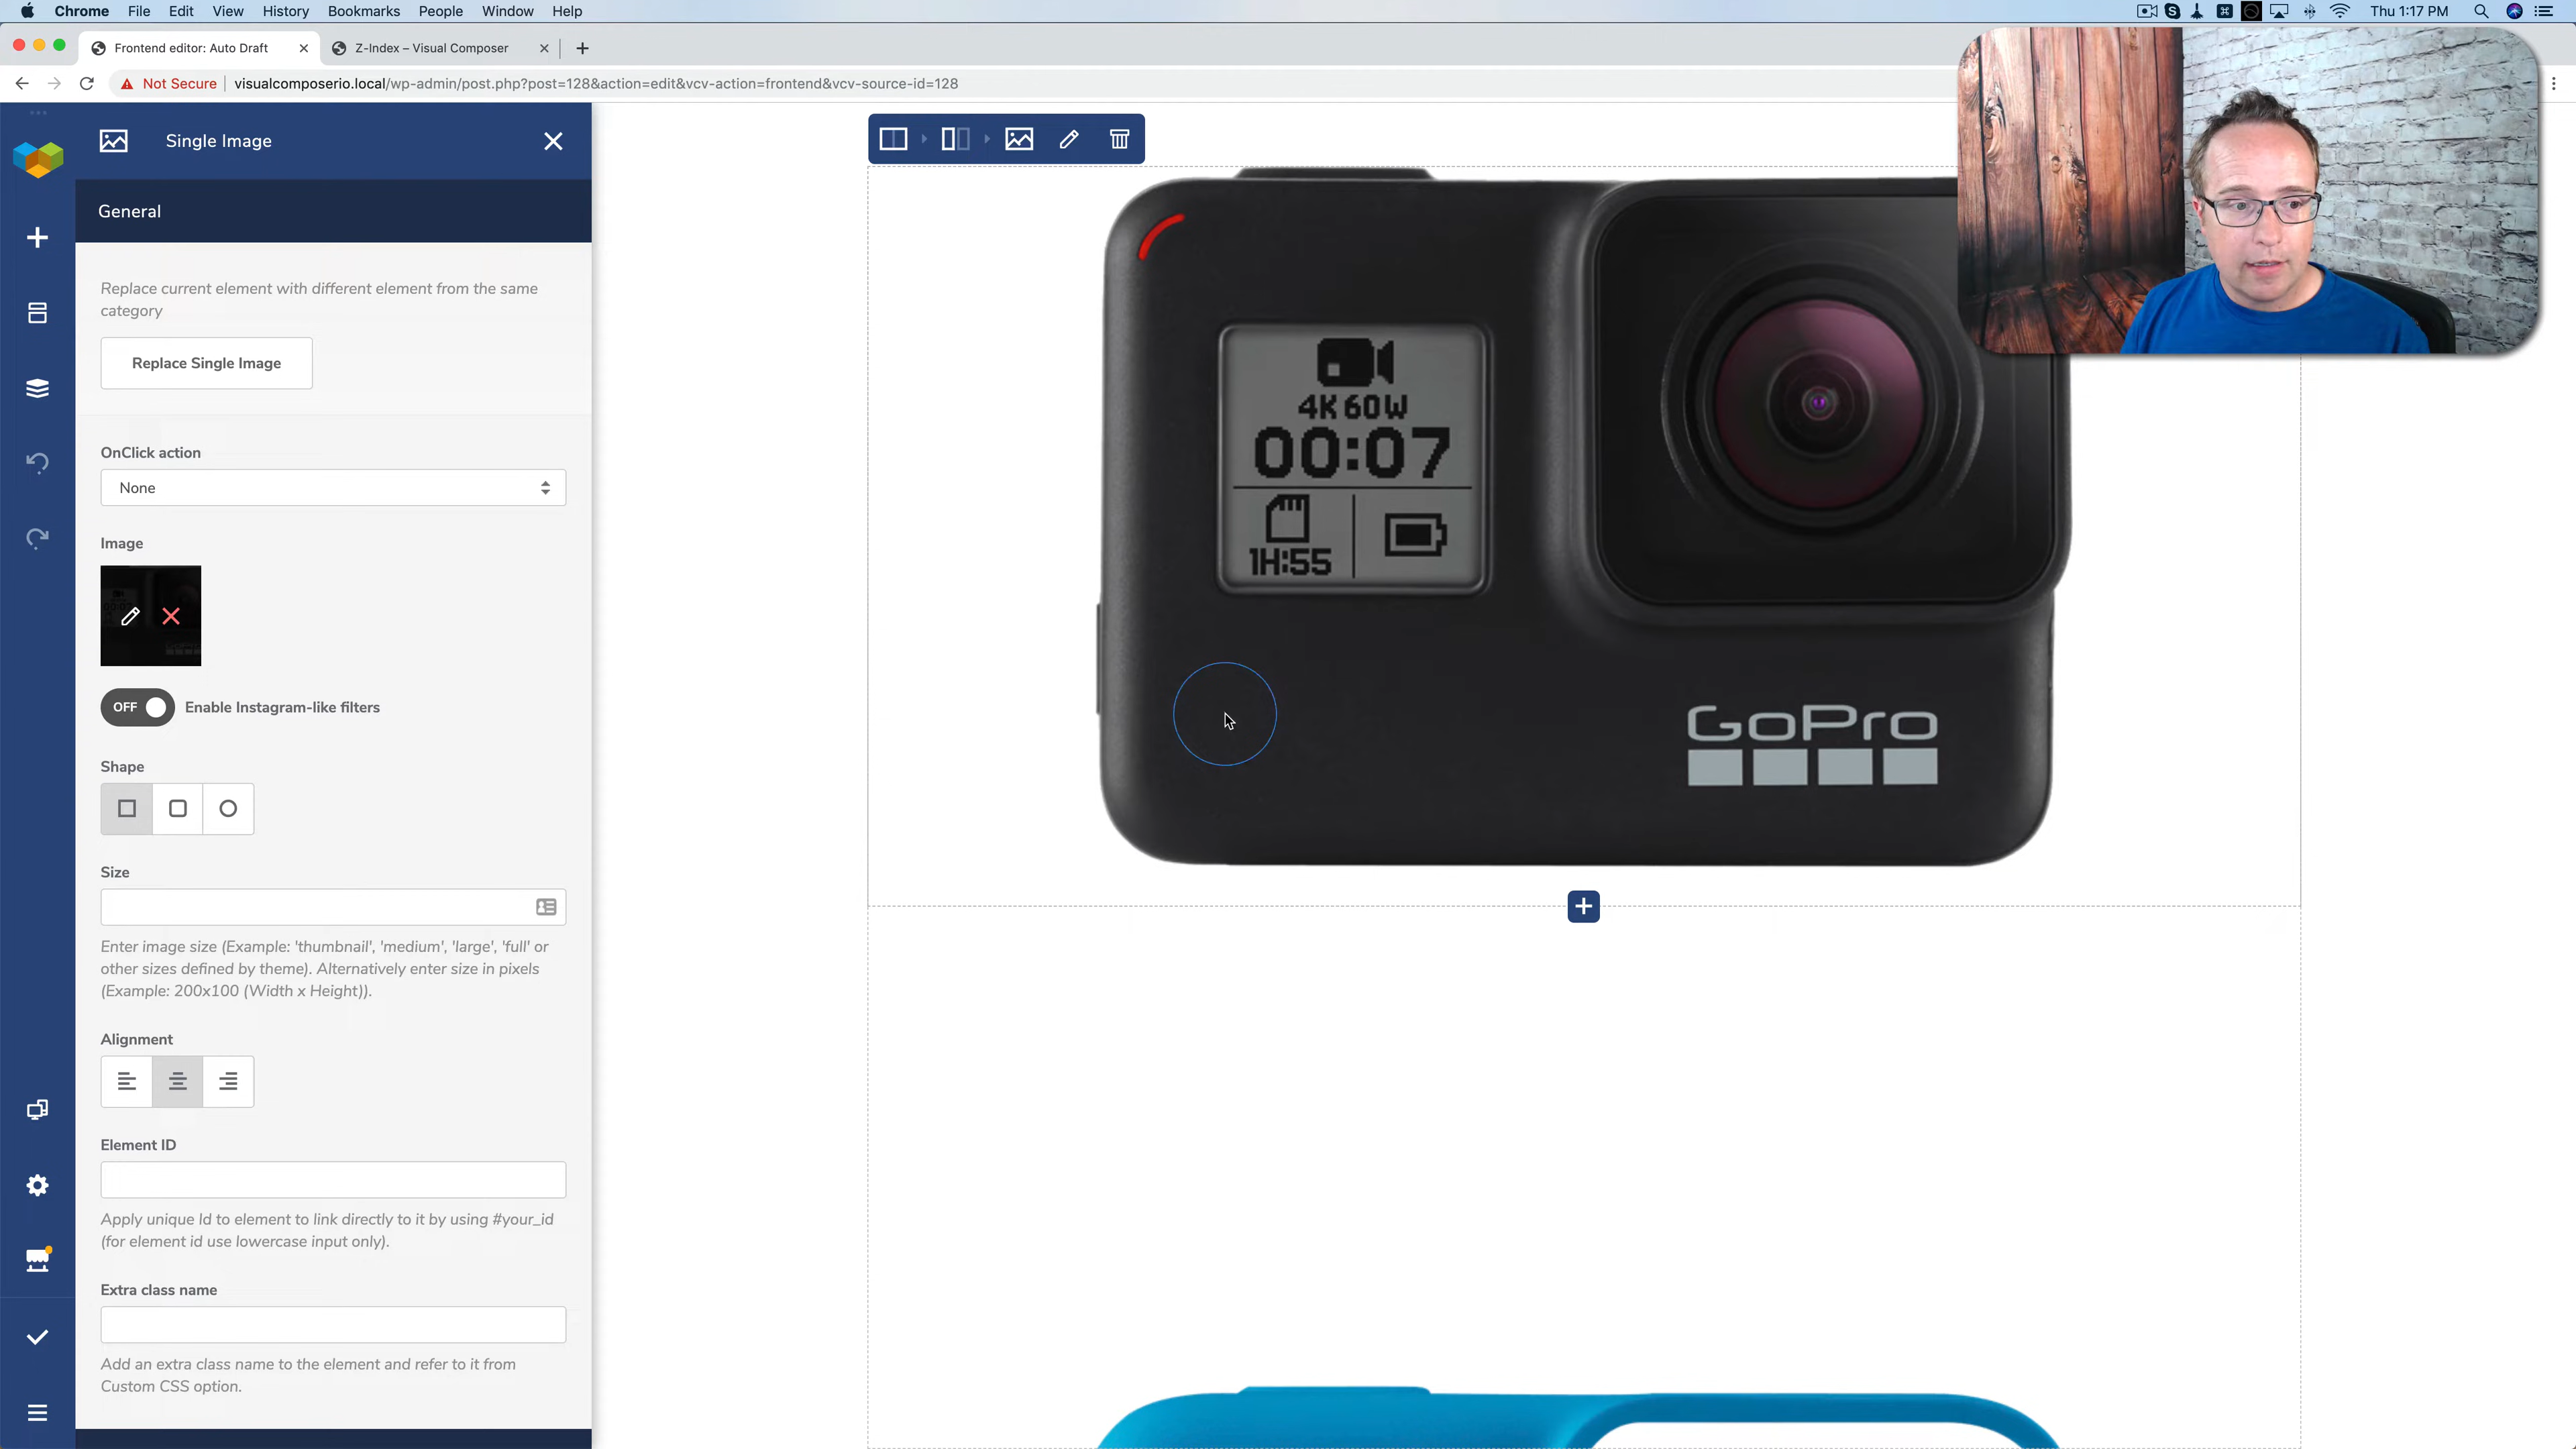 Chrome File Edit View History Bookmarks People Window Help
Thu 1:17 PM
Frontend editor: Auto Draft
Z-Index – Visual Composer
Not Secure
visualcomposerio.local/wp-admin/post.php?post=128&action=edit&vcv-action=frontend&vcv-source-id=128
Single Image
General
Replace current element with different element from the same
category
Replace Single Image
OnClick action
None
Image
OFF Enable Instagram-like filters
Shape
Size
Enter image size (Example: 'thumbnail', 'medium', 'large', 'full' or
other sizes defined by theme). Alternatively enter size in pixels
(Example: 200x100 (Width x Height)).
Alignment
Element ID
Apply unique Id to element to link directly to it by using #your_id
(for element id use lowercase input only).
Extra class name
Add an extra class name to the element and refer to it from
Custom CSS option.
4K 60W
00:07
1H:55
GoPro